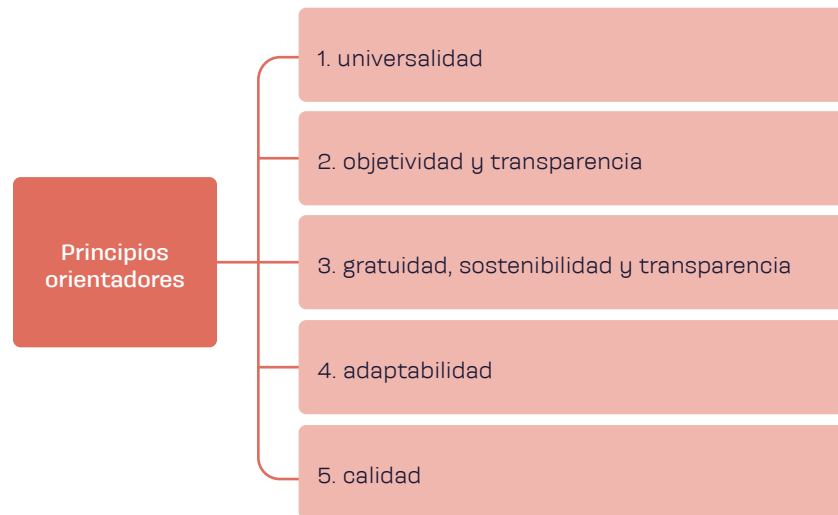 Principios
orientadores
1. universalidad
2. objetividad y transparencia
3. gratuidad, sostenibilidad y transparencia
4. adaptabilidad
5. calidad